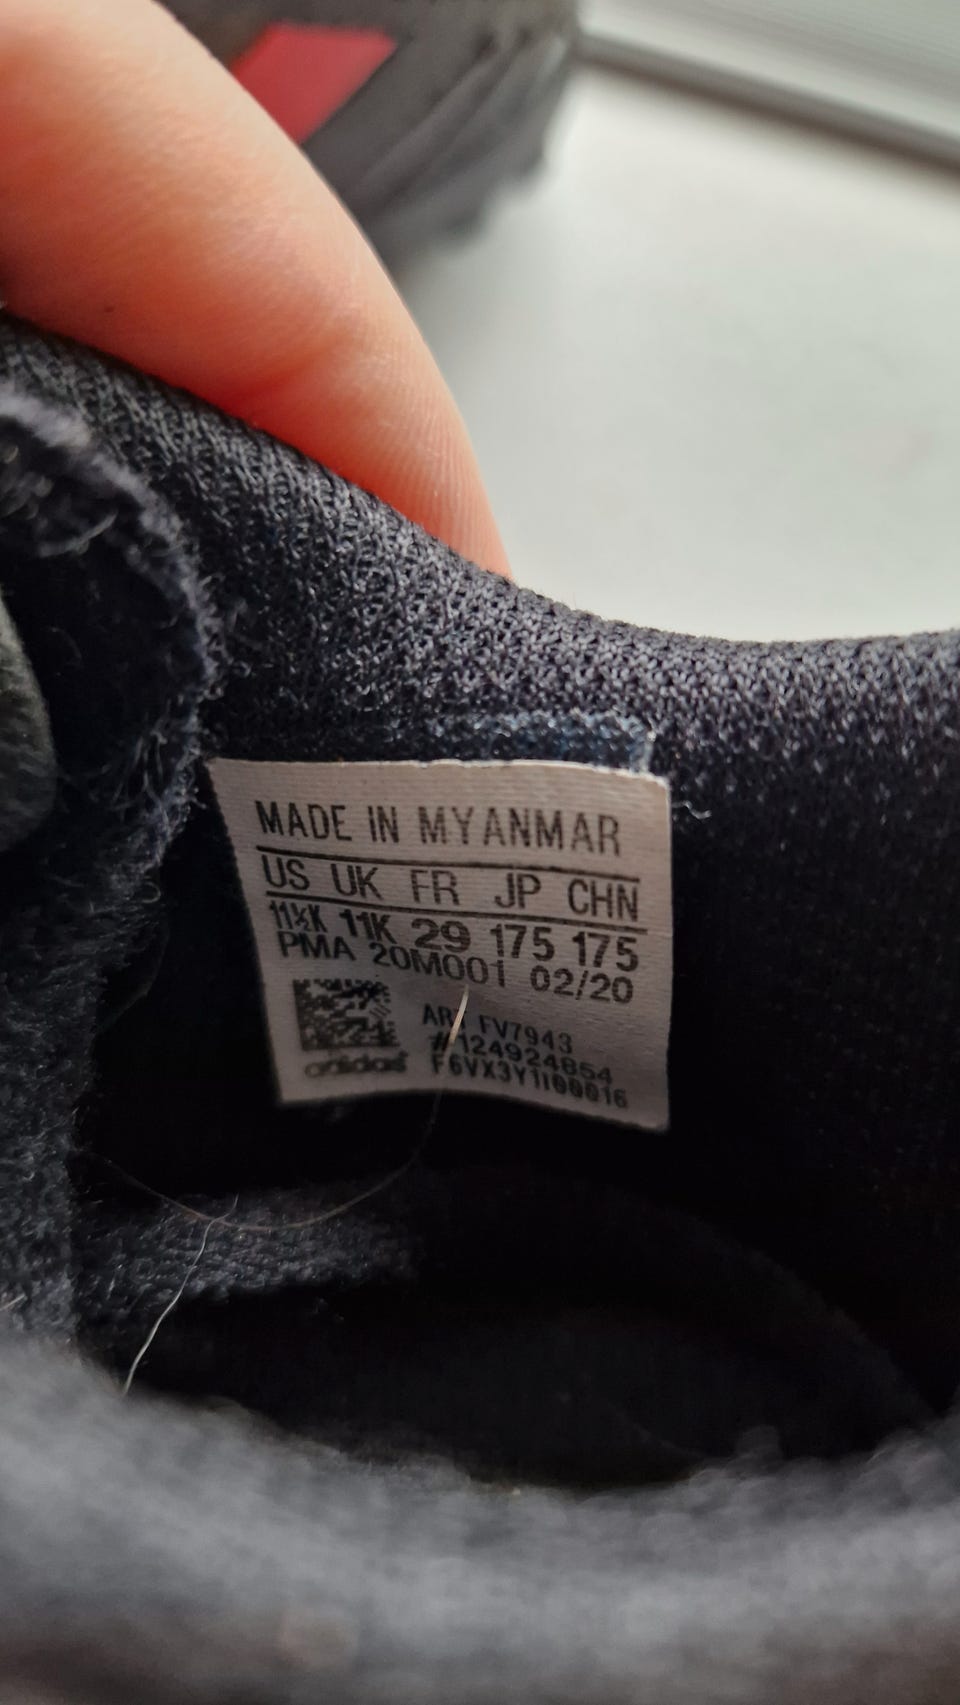 MADE IN MYANMAR
US UK FR JP CHN
11½K 11K 29 175 175
PMA 20M001 02/20
ART FV7943
#124924854
F6VX3Y1I00016
adidas